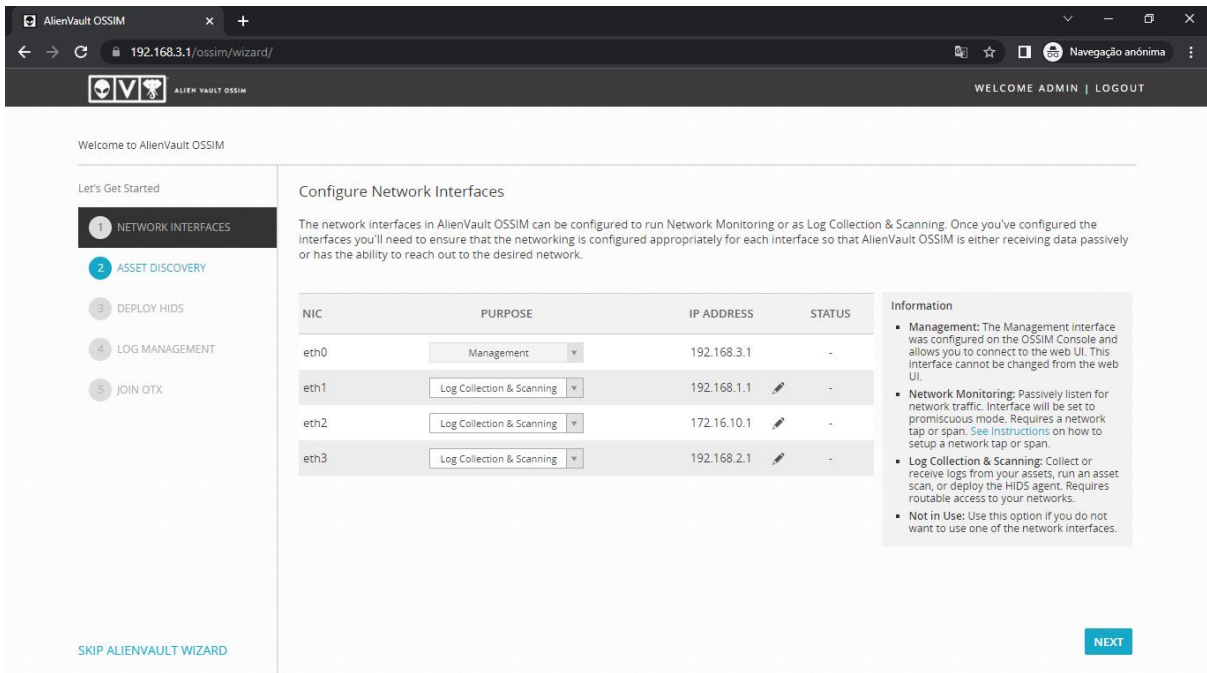 AlienVault OSSIM
192.168.3.1/ossim/wizard/
Navegação anónima
ALIEN VAULT OSSIM
WELCOME ADMIN | LOGOUT
Welcome to AlienVault OSSIM
Let's Get Started
1 NETWORK INTERFACES
2 ASSET DISCOVERY
3 DEPLOY HIDS
4 LOG MANAGEMENT
5 JOIN OTX
SKIP ALIENVAULT WIZARD
Configure Network Interfaces
The network interfaces in AlienVault OSSIM can be configured to run Network Monitoring or as Log Collection & Scanning. Once you've configured the
interfaces you'll need to ensure that the networking is configured appropriately for each interface so that AlienVault OSSIM is either receiving data passively
or has the ability to reach out to the desired network.
NIC PURPOSE IP ADDRESS STATUS
eth0 Management 192.168.3.1 -
eth1 Log Collection & Scanning 192.168.1.1 -
eth2 Log Collection & Scanning 172.16.10.1 -
eth3 Log Collection & Scanning 192.168.2.1 -
Information
▪ Management: The Management interface
was configured on the OSSIM Console and
allows you to connect to the web UI. This
interface cannot be changed from the web
UI.
▪ Network Monitoring: Passively listen for
network traffic. Interface will be set to
promiscuous mode. Requires a network
tap or span. See Instructions on how to
setup a network tap or span.
▪ Log Collection & Scanning: Collect or
receive logs from your assets, run an asset
scan, or deploy the HIDS agent. Requires
routable access to your networks.
▪ Not in Use: Use this option if you do not
want to use one of the network interfaces.
NEXT